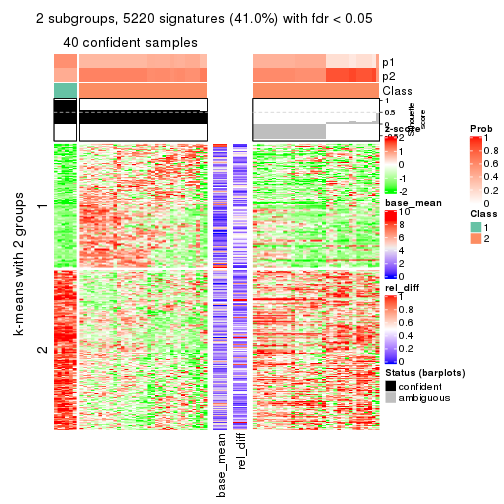 2 subgroups, 5220 signatures (41.0%) with fdr < 0.05
40 confident samples
p1
p2
Class
1
0.5
0
Silhouette
score
k-means with 2 groups
1
2
base_mean
rel_diff
z-score
2
1
0
-1
-2
base_mean
10
8
6
4
2
0
rel_diff
1
0.8
0.6
0.4
0.2
0
Status (barplots)
confident
ambiguous
Prob
1
0.8
0.6
0.4
0.2
0
Class
1
2